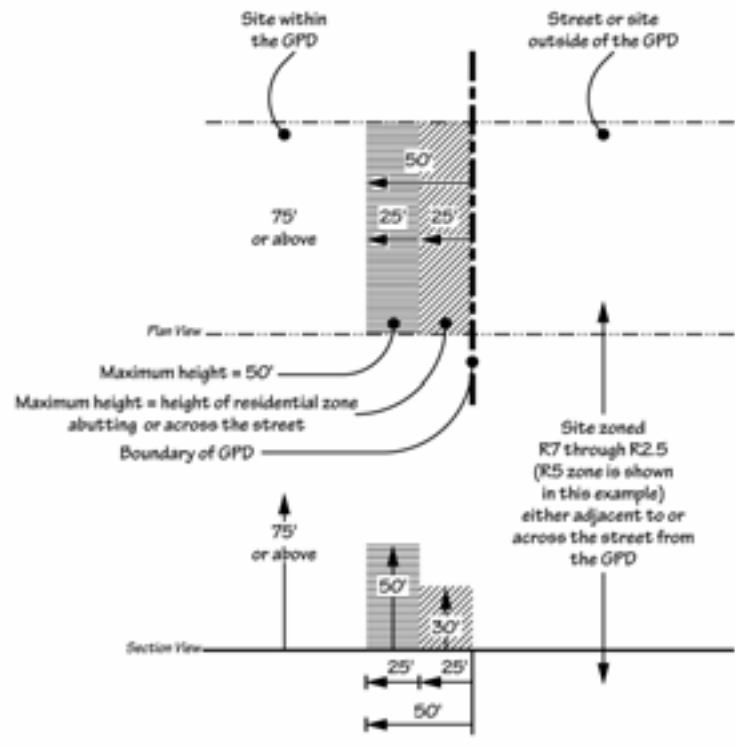 Site within
the GPD
Street or site
outside of the GPD
50'
75'
or above
25'
25'
Plan View
Maximum height = 50'
Maximum height = height of residential zone
abutting or across the street
Boundary of GPD
Site zoned
R7 through R2.5
(R5 zone is shown
in this example)
either adjacent to or
across the street from
the GPD
75'
or above
50'
30'
Section View
25'
25'
50'